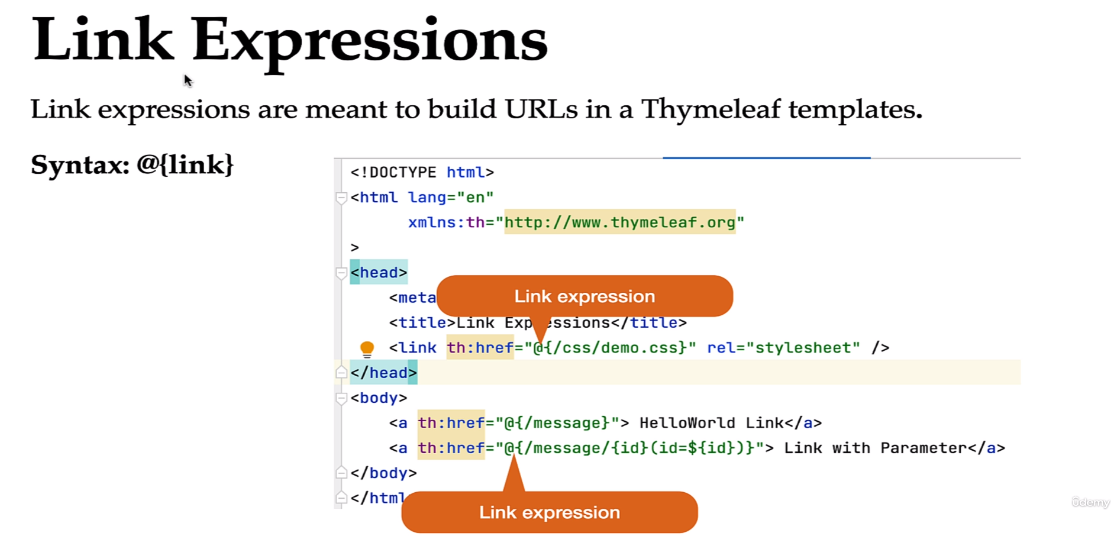 Link Expressions
Link expressions are meant to build URLs in a Thymeleaf templates.
Syntax: @{link}
<!DOCTYPE html>
<html lang="en"
xmlns:th="http://www.thymeleaf.org"
>
<head>
<meta
Link expression
<title>Link Expressions</title>
<link th:href="@{/css/demo.css}" rel="stylesheet" />
</head>
<body>
<a th:href="@{/message}"> HelloWorld Link</a>
<a th:href="@{/message/{id}(id=${id})}"> Link with Parameter</a>
</body>
</html
Link expression
ûdemy